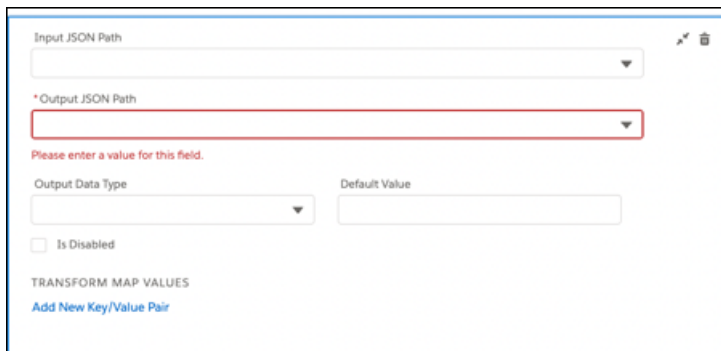 Input JSON Path
*Output JSON Path
Please enter a value for this field.
Output Data Type
Default Value
Is Disabled
TRANSFORM MAP VALUES
Add New Key/Value Pair